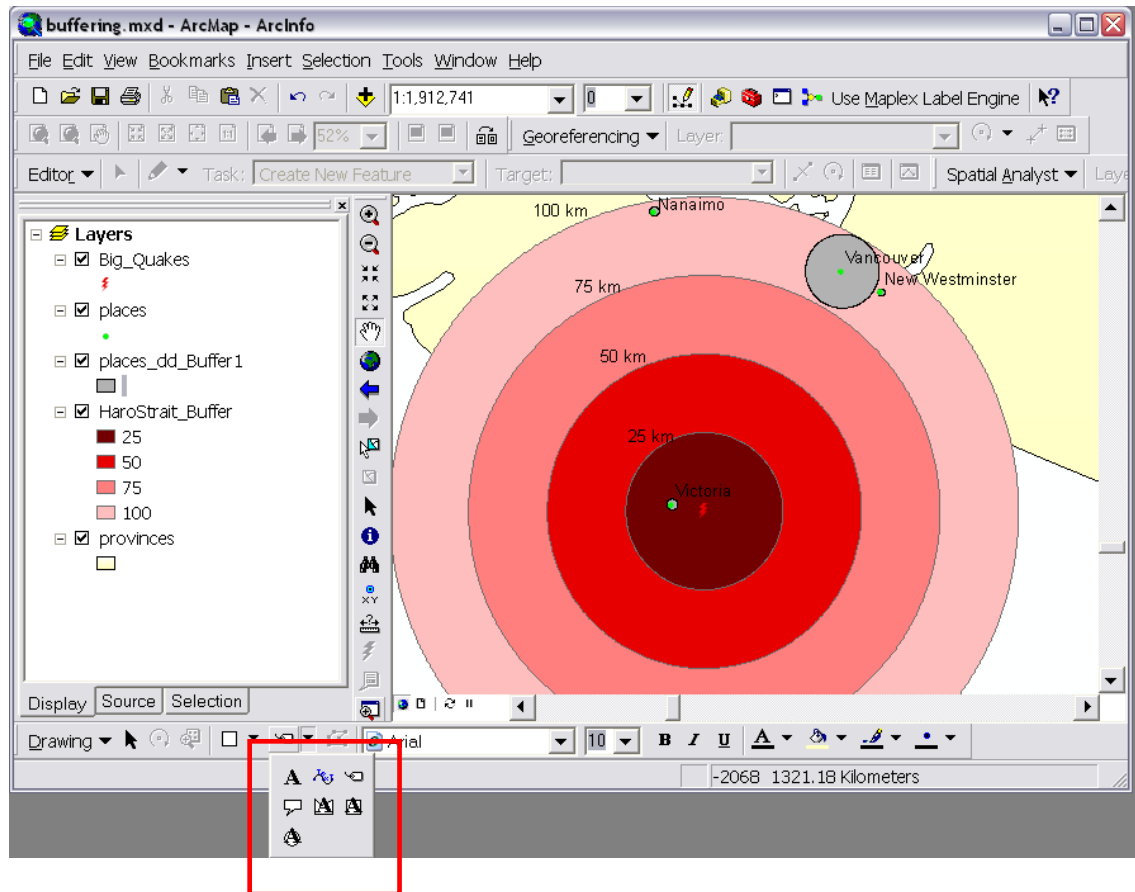 buffering.mxd - ArcMap - ArcInfo
File Edit View Bookmarks Insert Selection Tools Window Help
1:1,912,741 0 Use Maplex Label Engine
52% Georeferencing Layer:
Editor Task: Create New Feature Target: Spatial Analyst Laye
Layers
Big_Quakes
places
places_dd_Buffer1
HaroStrait_Buffer
25
50
75
100
provinces
Display Source Selection
XY
100 km
Nanaimo
Vancouver
New Westminster
75 km
50 km
25 km
Victoria
Drawing Arial 10 B I U A
A
-2068 1321.18 Kilometers